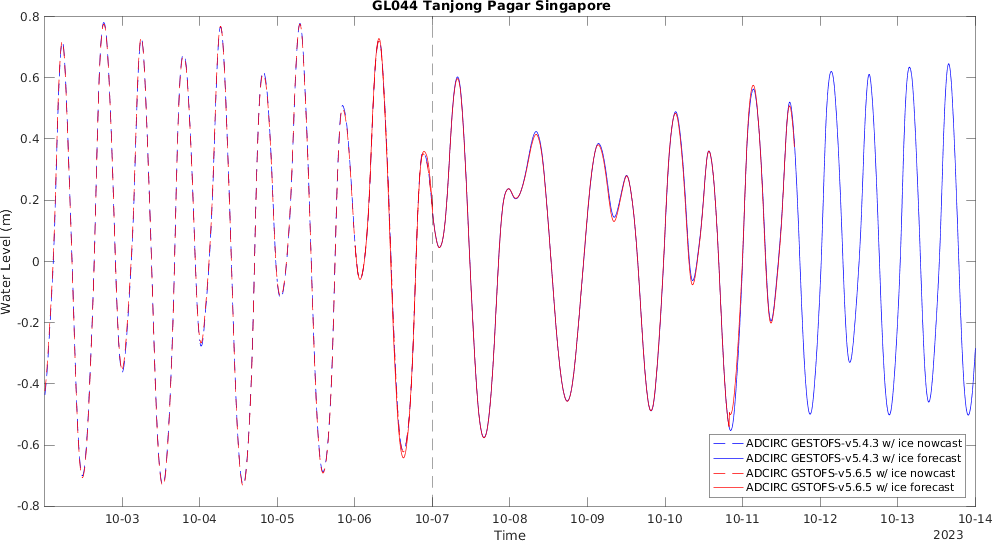 GL044 Tanjong Pagar Singapore
0.8
0.6
0.4
0.2
0
-0.2
-0.4
-0.6
-0.8
Water Level (m)
ADCIRC GESTOFS-v5.4.3 w/ ice nowcast
ADCIRC GESTOFS-v5.4.3 w/ ice forecast
ADCIRC GSTOFS-v5.6.5 w/ ice nowcast
ADCIRC GSTOFS-v5.6.5 w/ ice forecast
10-03 10-04 10-05 10-06 10-07 10-08 10-09 10-10 10-11 10-12 10-13 10-14
Time
2023